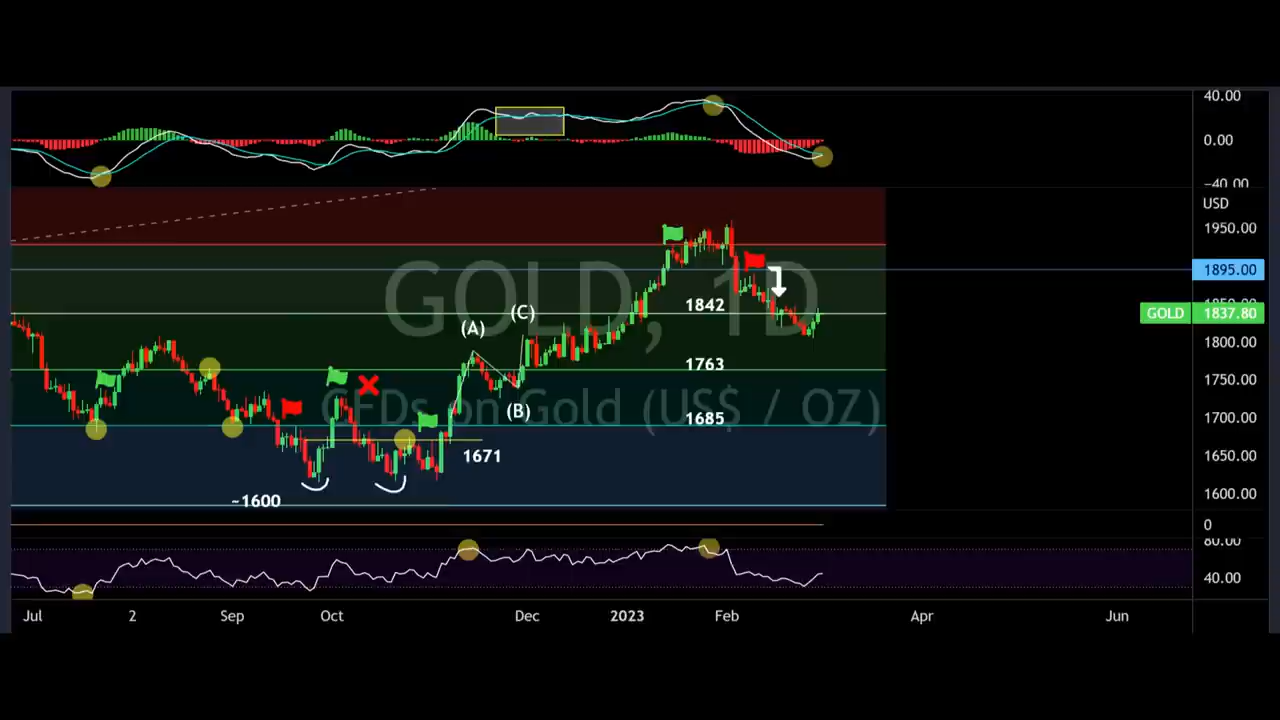 40.00
0.00
−40.00
USD
1950.00
1895.00
1850.00
GOLD 1837.80
1800.00
1750.00
1700.00
1650.00
1600.00
0
80.00
40.00
GOLD, 1D
CFDs on Gold (US$ / OZ)
1842
(A)
(C)
1763
(B)
1685
1671
~1600
Jul 2 Sep Oct Dec 2023 Feb Apr Jun